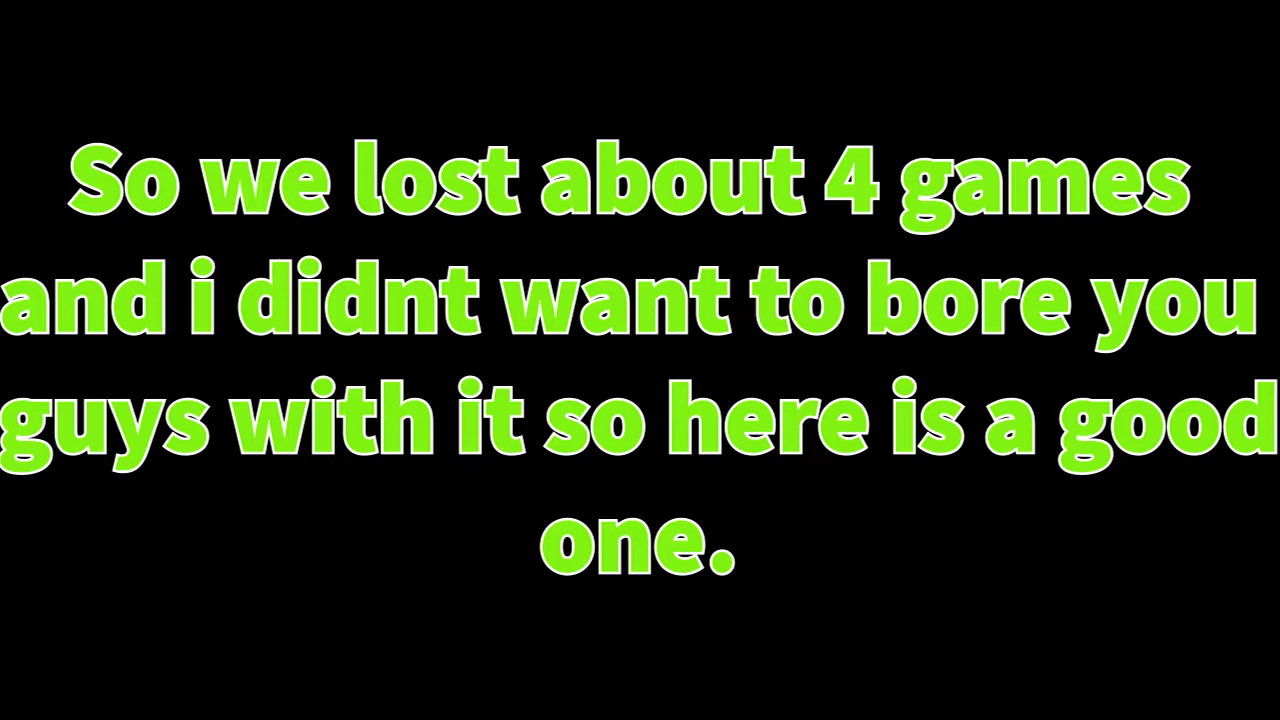 So we lost about 4 games
and i didnt want to bore you
guys with it so here is a good
one.